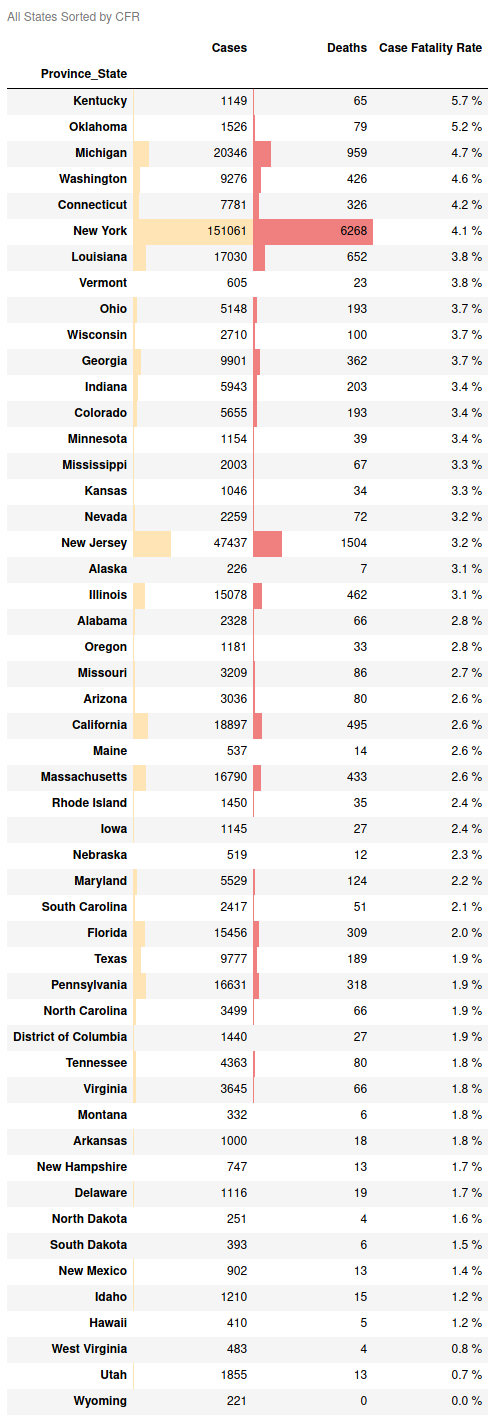 All States Sorted by CFR
Cases Deaths Case Fatality Rate
Province_State
Kentucky 1149 65 5.7 %
Oklahoma 1526 79 5.2 %
Michigan 20346 959 4.7 %
Washington 9276 426 4.6 %
Connecticut 7781 326 4.2 %
New York 151061 6268 4.1 %
Louisiana 17030 652 3.8 %
Vermont 605 23 3.8 %
Ohio 5148 193 3.7 %
Wisconsin 2710 100 3.7 %
Georgia 9901 362 3.7 %
Indiana 5943 203 3.4 %
Colorado 5655 193 3.4 %
Minnesota 1154 39 3.4 %
Mississippi 2003 67 3.3 %
Kansas 1046 34 3.3 %
Nevada 2259 72 3.2 %
New Jersey 47437 1504 3.2 %
Alaska 226 7 3.1 %
Illinois 15078 462 3.1 %
Alabama 2328 66 2.8 %
Oregon 1181 33 2.8 %
Missouri 3209 86 2.7 %
Arizona 3036 80 2.6 %
California 18897 495 2.6 %
Maine 537 14 2.6 %
Massachusetts 16790 433 2.6 %
Rhode Island 1450 35 2.4 %
Iowa 1145 27 2.4 %
Nebraska 519 12 2.3 %
Maryland 5529 124 2.2 %
South Carolina 2417 51 2.1 %
Florida 15456 309 2.0 %
Texas 9777 189 1.9 %
Pennsylvania 16631 318 1.9 %
North Carolina 3499 66 1.9 %
District of Columbia 1440 27 1.9 %
Tennessee 4363 80 1.8 %
Virginia 3645 66 1.8 %
Montana 332 6 1.8 %
Arkansas 1000 18 1.8 %
New Hampshire 747 13 1.7 %
Delaware 1116 19 1.7 %
North Dakota 251 4 1.6 %
South Dakota 393 6 1.5 %
New Mexico 902 13 1.4 %
Idaho 1210 15 1.2 %
Hawaii 410 5 1.2 %
West Virginia 483 4 0.8 %
Utah 1855 13 0.7 %
Wyoming 221 0 0.0 %